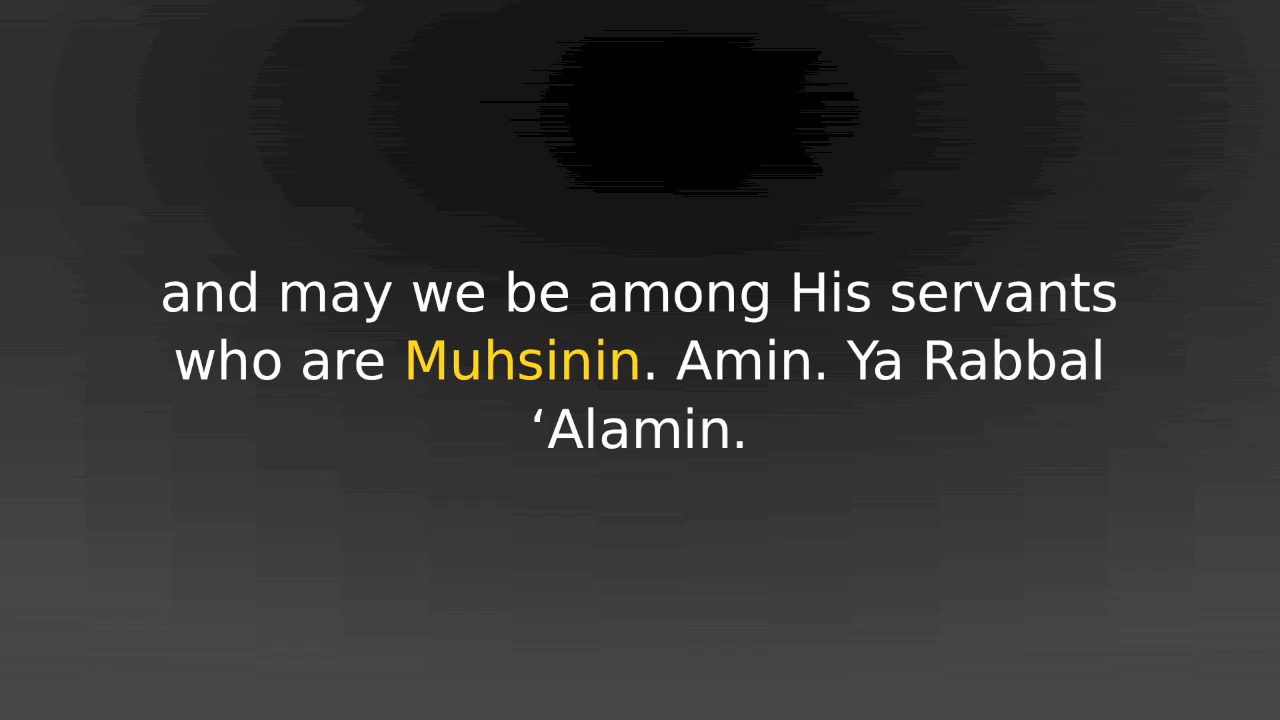 and may we be among His servants
who are Muhsinin. Amin. Ya Rabbal
‘Alamin.